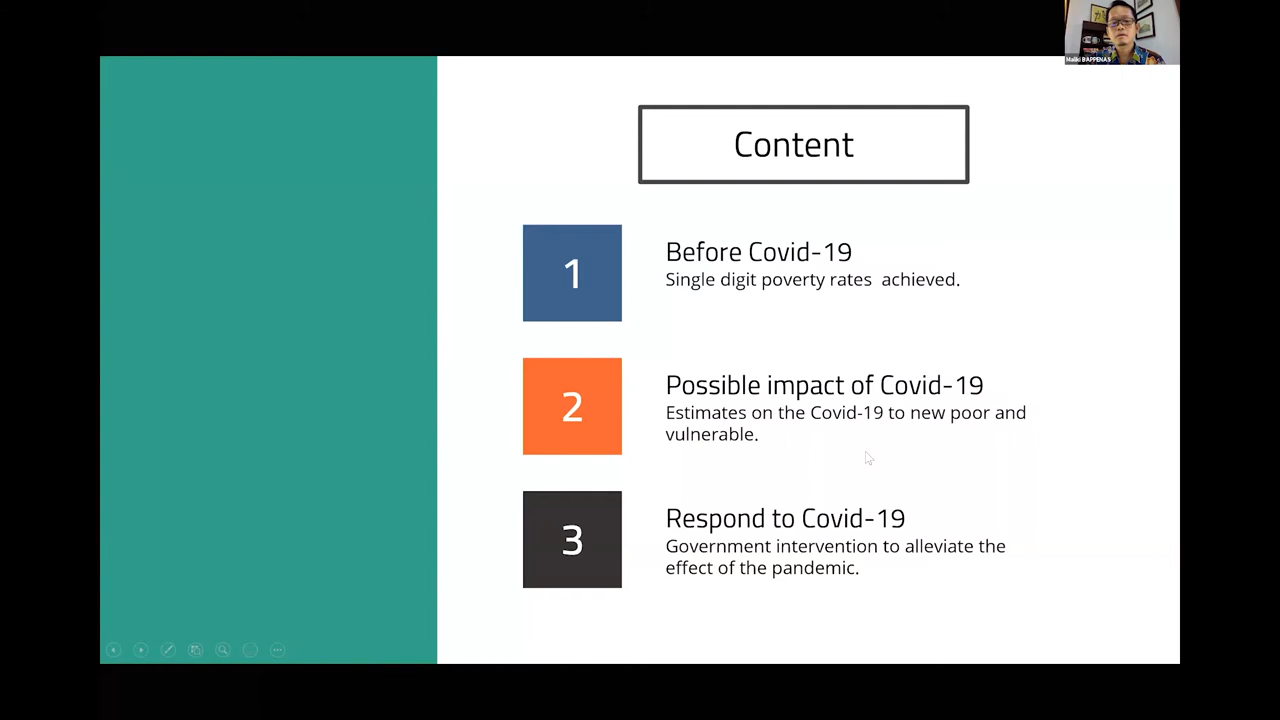 Maliki BAPPENAS
Content
1
Before Covid-19
Single digit poverty rates  achieved.
2
Possible impact of Covid-19
Estimates on the Covid-19 to new poor and
vulnerable.
3
Respond to Covid-19
Government intervention to alleviate the
effect of the pandemic.